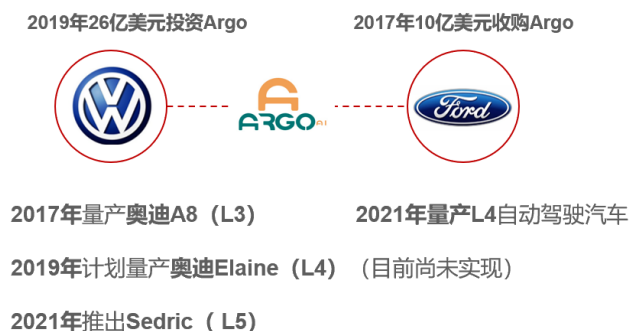 2019年26亿美元投资Argo
2017年10亿美元收购Argo
ARGO AI
Ford
2017年量产奥迪A8（L3）
2021年量产L4自动驾驶汽车
2019年计划量产奥迪Elaine（L4）（目前尚未实现）
2021年推出Sedric（ L5）